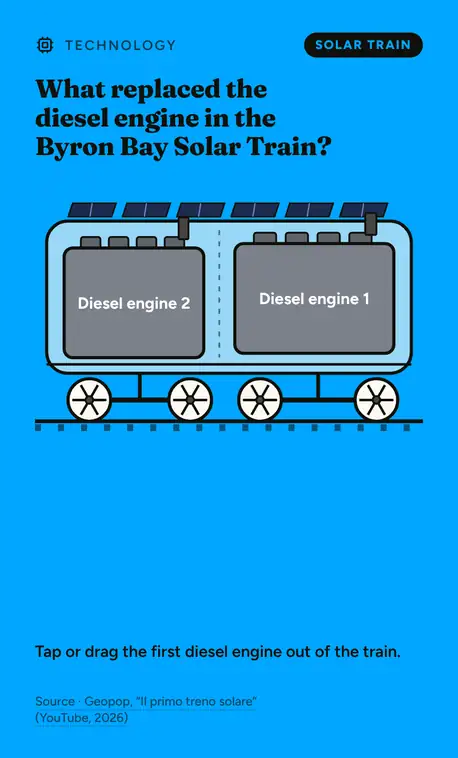 TECHNOLOGY
SOLAR TRAIN
What replaced the
diesel engine in the
Byron Bay Solar Train?
Diesel engine 2
Diesel engine 1
Tap or drag the first diesel engine out of the train.
Source · Geopop, "Il primo treno solare"
(YouTube, 2026)